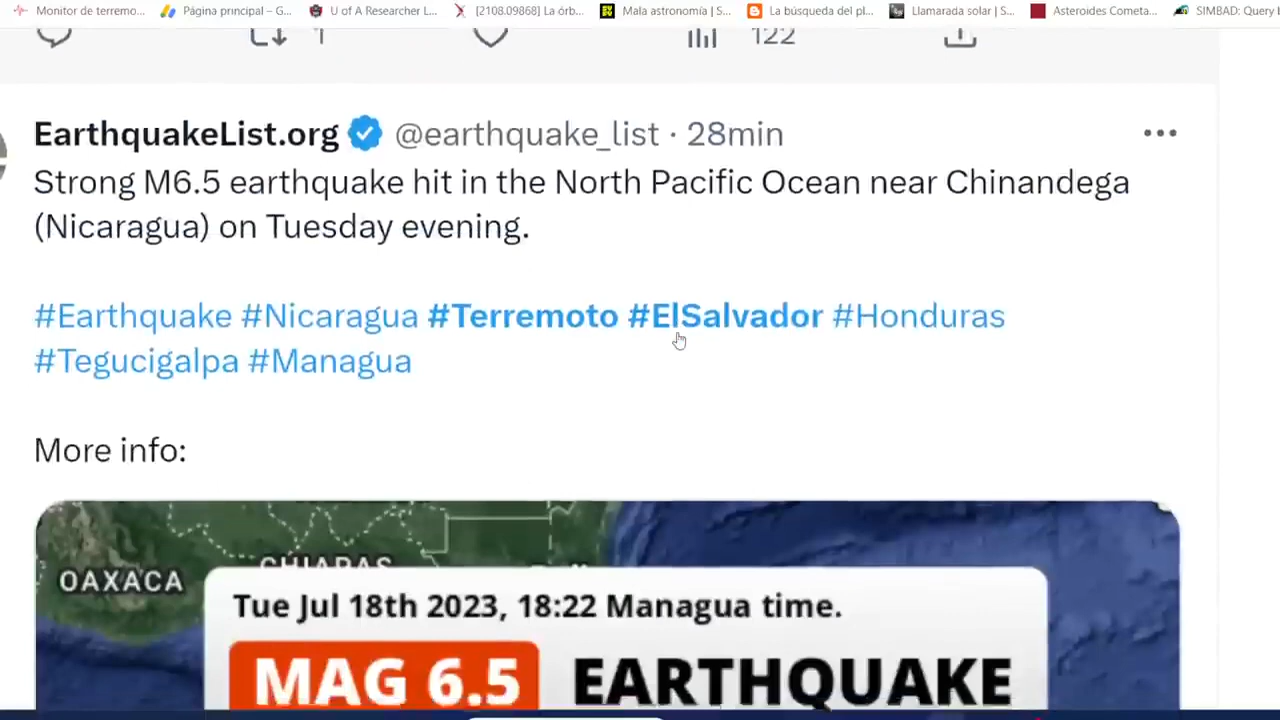 Monitor de terremo... Página principal – G... U of A Researcher L... [2108.09868] La órb... Mala astronomía | S... La búsqueda del pl... Llamarada solar | S... Asteroides Cometa... SIMBAD: Query I
1 122
EarthquakeList.org @earthquake_list · 28min
Strong M6.5 earthquake hit in the North Pacific Ocean near Chinandega
(Nicaragua) on Tuesday evening.
#Earthquake #Nicaragua #Terremoto #ElSalvador #Honduras
#Tegucigalpa #Managua
More info:
CHIAPAS
OAXACA
Tue Jul 18th 2023, 18:22 Managua time.
MAG 6.5 EARTHQUAKE